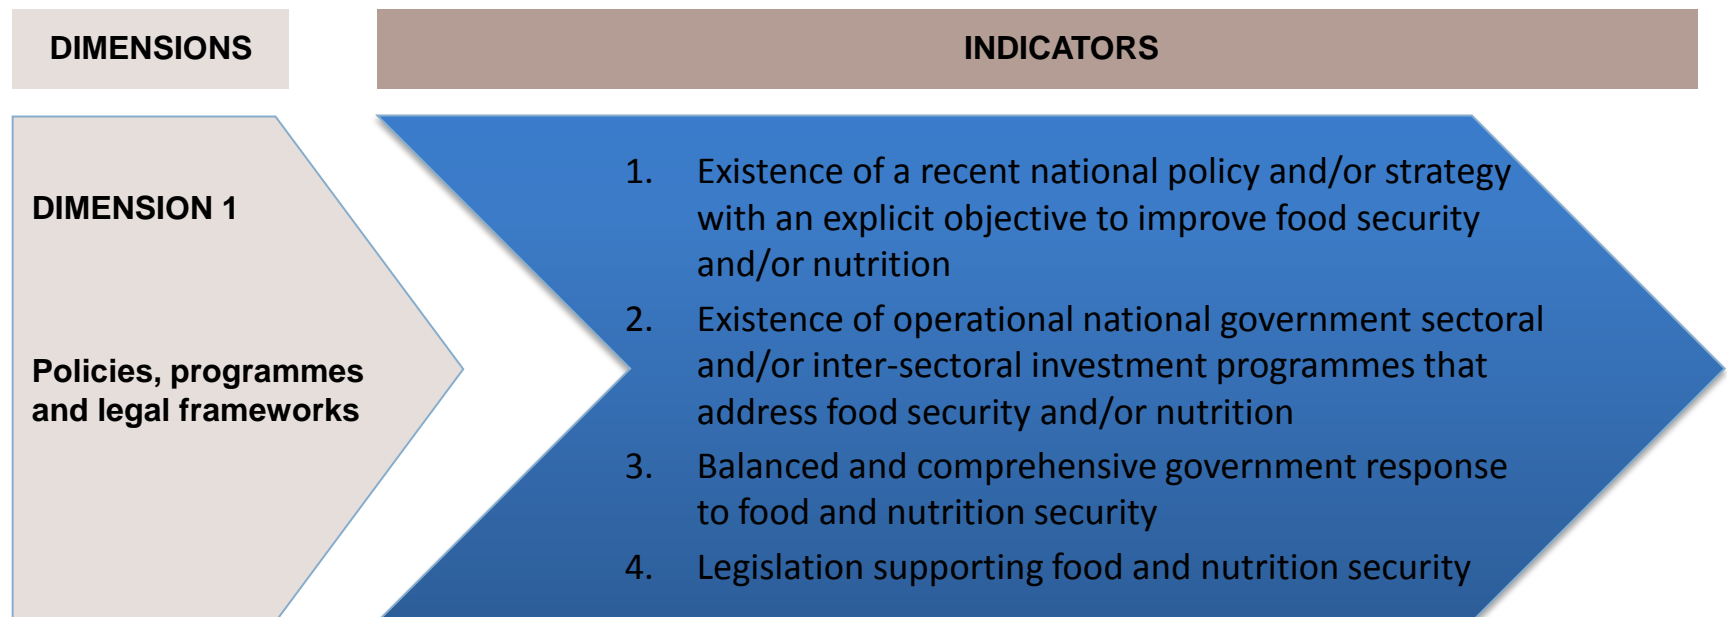 DIMENSIONS
INDICATORS
DIMENSION 1
Policies, programmes
and legal frameworks
1. Existence of a recent national policy and/or strategy
with an explicit objective to improve food security
and/or nutrition
2. Existence of operational national government sectoral
and/or inter-sectoral investment programmes that
address food security and/or nutrition
3. Balanced and comprehensive government response
to food and nutrition security
4. Legislation supporting food and nutrition security